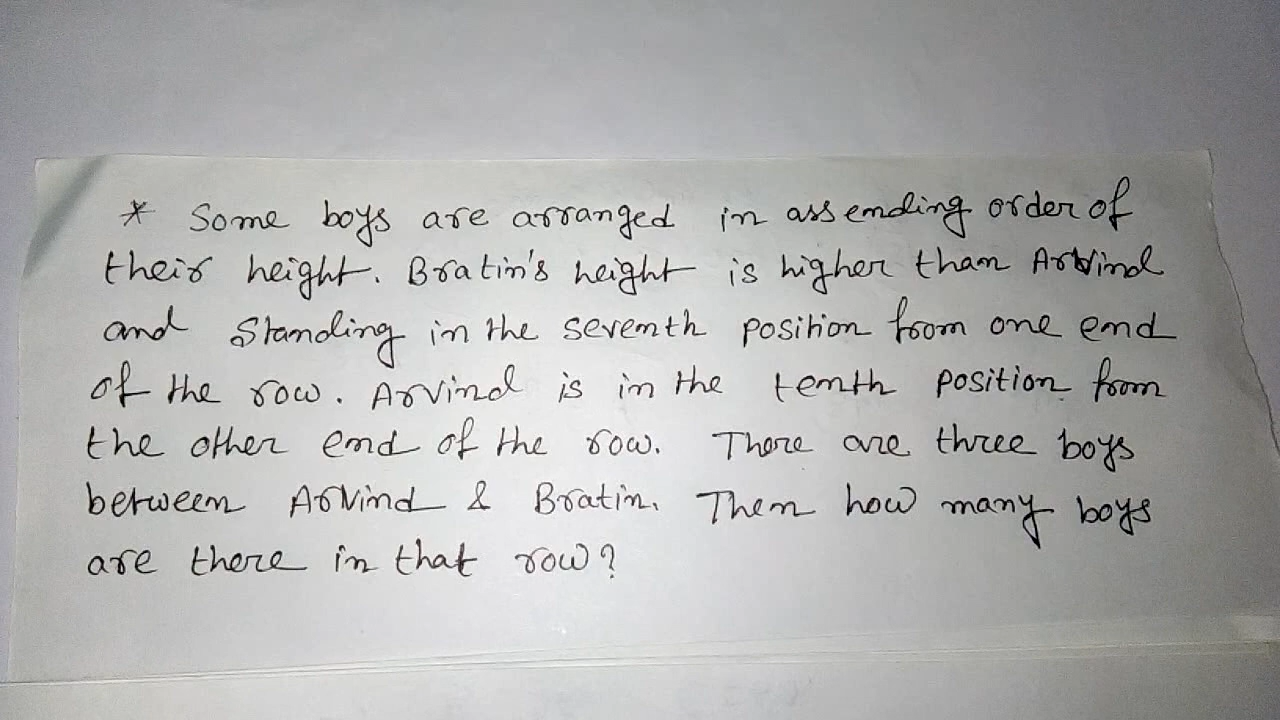 * Some boys are arranged in assending order of
their height. Bratin's height is higher than Arvind
and standing in the seventh position from one end
of the row. Arvind is in the tenth position from
the other end of the row. There are three boys
between Arvind & Bratin. Then how many boys
are there in that row?